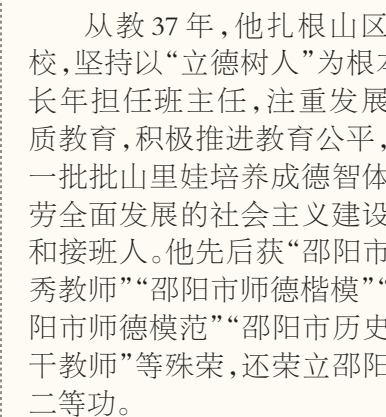 从教 37 年，他扎根山区
校，坚持以“立德树人”为根本
长年担任班主任，注重发展
质教育，积极推进教育公平，
一批批山里娃培养成德智体
劳全面发展的社会主义建设
和接班人。他先后获“邵阳市
秀教师”“邵阳市师德楷模”“
阳市师德模范”“邵阳市历史
干教师”等殊荣，还荣立邵阳
二等功。